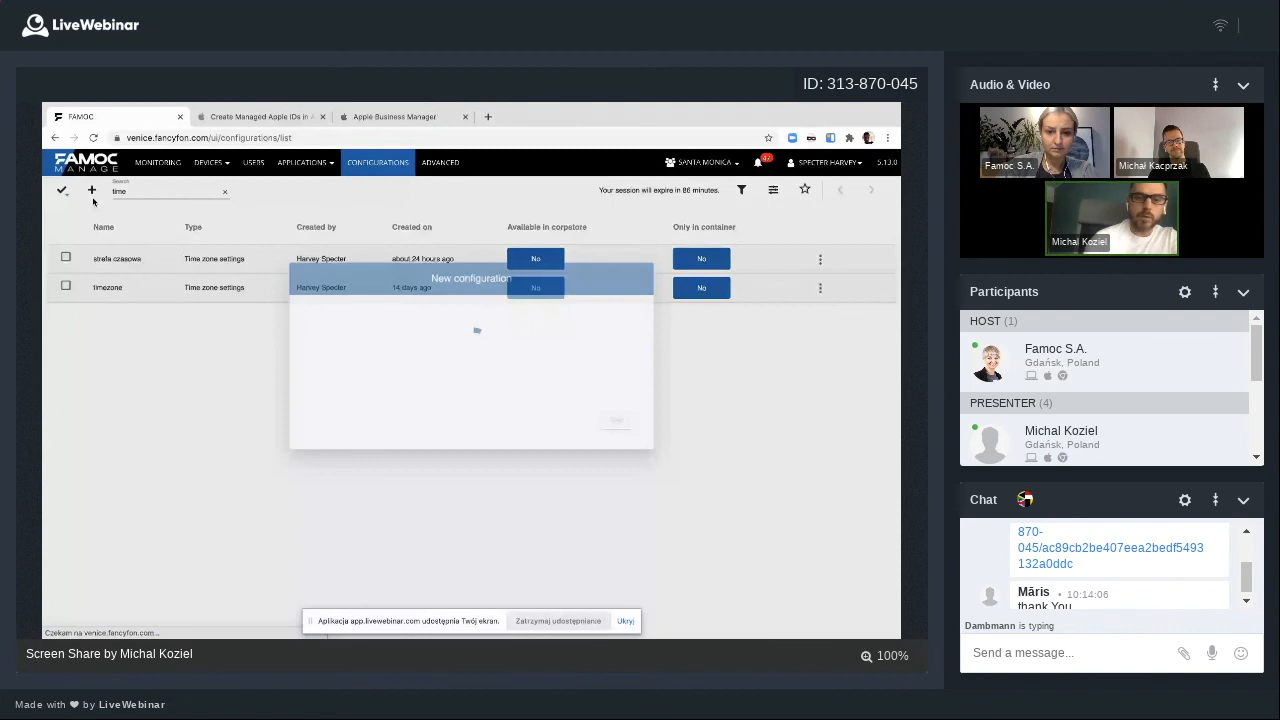 LiveWebinar
ID: 313-870-045
FAMOC
Create Managed Apple IDs in A
Apple Business Manager
venice.fancyfon.com/ui/configurations/list
FAMOC MANAGE
MONITORING DEVICES USERS APPLICATIONS CONFIGURATIONS ADVANCED SANTA MONICA 47 SPECTER.HARVEY 5.13.0
Search
time
Your session will expire in 86 minutes.
Name Type Created by Created on Available in corpstore Only in container
strefa czasowa Time zone settings Harvey Specter about 24 hours ago No No
New configuration
timezone Time zone settings Harvey Specter 14 days ago No No
Aplikacja app.livewebinar.com udostępnia Twój ekran. Zatrzymaj udostępnianie Ukryj
Czekam na venice.fancyfon.com...
Screen Share by Michal Koziel
100%
Audio & Video
Famoc S.A.
Michał Kacprzak
Michal Koziel
Participants
HOST (1)
Famoc S.A.
Gdańsk, Poland
PRESENTER (4)
Michal Koziel
Gdańsk, Poland
Chat
870-
045/ac89cb2be407eea2bedf5493
132a0ddc
Māris • 10:14:06
thank You
Dambmann is typing
Send a message...
Made with ❤ by LiveWebinar